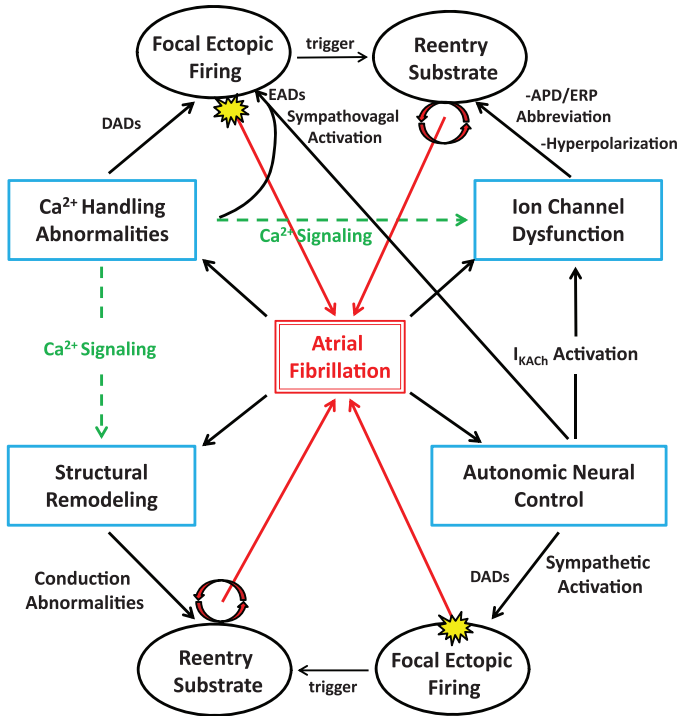 Focal Ectopic
Firing
trigger
Reentry
Substrate
DADs
EADs
Sympathovagal
Activation
-APD/ERP
Abbreviation
-Hyperpolarization
Ca²⁺ Handling
Abnormalities
Ca²⁺ Signaling
Ion Channel
Dysfunction
Ca²⁺ Signaling
Atrial
Fibrillation
I_KACh Activation
Structural
Remodeling
Autonomic Neural
Control
Conduction
Abnormalities
DADs
Sympathetic
Activation
Reentry
Substrate
trigger
Focal Ectopic
Firing